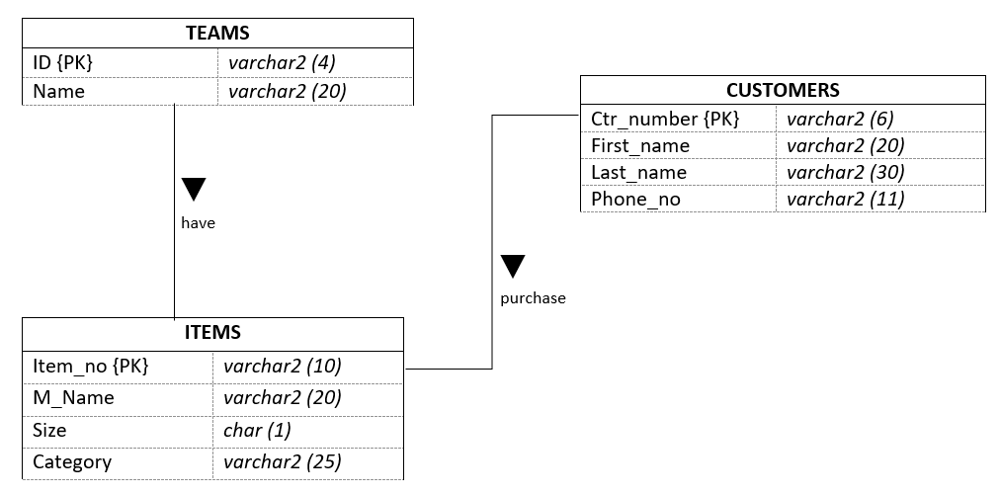 TEAMS
ID {PK} varchar2 (4)
Name varchar2 (20)
have
CUSTOMERS
Ctr_number {PK} varchar2 (6)
First_name varchar2 (20)
Last_name varchar2 (30)
Phone_no varchar2 (11)
purchase
ITEMS
Item_no {PK} varchar2 (10)
M_Name varchar2 (20)
Size char (1)
Category varchar2 (25)